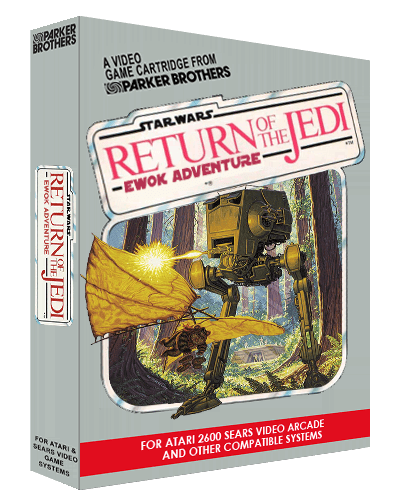 PARKER
BROTHERS
A VIDEO
GAME CARTRIDGE FROM
PARKER BROTHERS
STAR WARS
RETURN OF THE JEDI
EWOK ADVENTURE
TM
STAR WARS
RETURN OF THE JEDI
EWOK ADVENTURE
FOR ATARI 2600 SEARS VIDEO ARCADE
AND OTHER COMPATIBLE SYSTEMS
FOR ATARI &
SEARS VIDEO
GAME
SYSTEMS